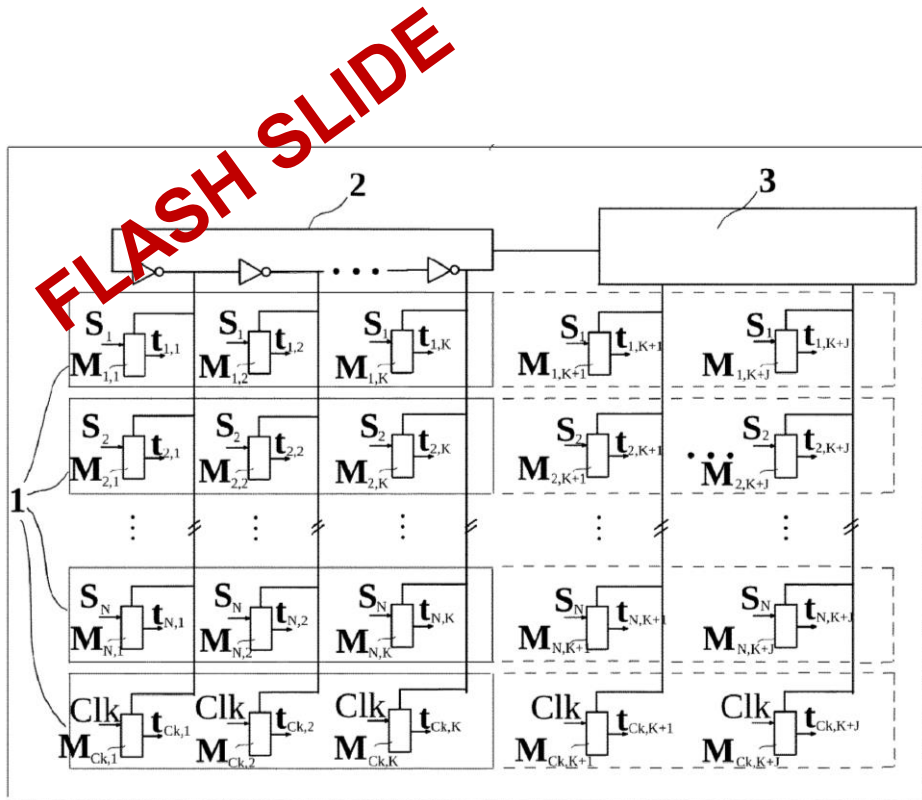 FLASH SLIDE
2
3
S1 t1,1 S1 t1,2 S1 t1,K S1 t1,K+1 S1 t1,K+J
M1,1 M1,2 M1,K M1,K+1 M1,K+J
S2 t2,1 S2 t2,2 S2 t2,K S2 t2,K+1 S2 t2,K+J
M2,1 M2,2 M2,K M2,K+1 M2,K+J
1
SN tN,1 SN tN,2 SN tN,K SN tN,K+1 SN tN,K+J
MN,1 MN,2 MN,K MN,K+1 MN,K+J
Clk tCk,1 Clk tCk,2 Clk tCk,K Clk tCk,K+1 Clk tCk,K+J
MCk,1 MCk,2 MCk,K MCk,K+1 MCk,K+J